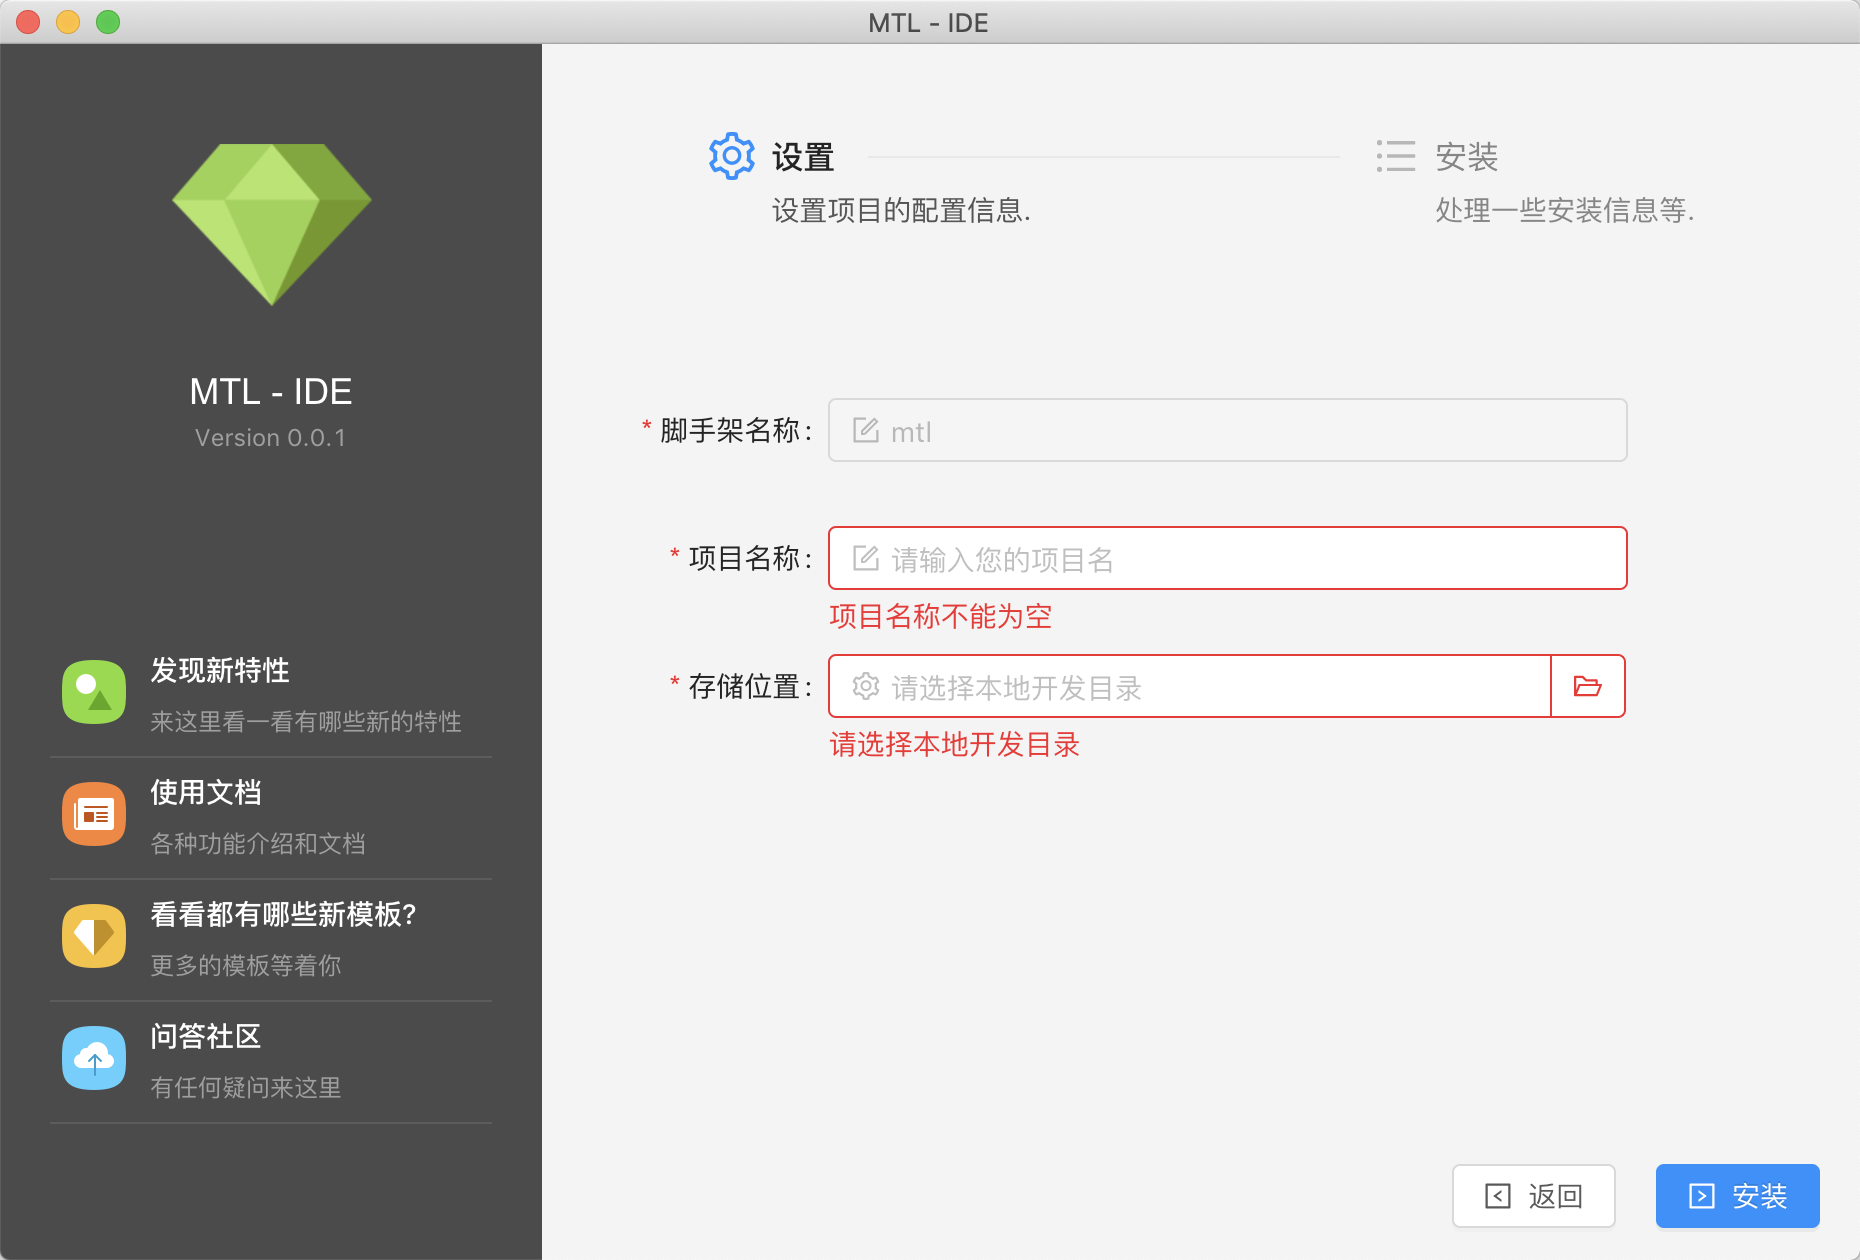 MTL - IDE
MTL - IDE
Version 0.0.1
发现新特性
来这里看一看有哪些新的特性
使用文档
各种功能介绍和文档
看看都有哪些新模板?
更多的模板等着你
问答社区
有任何疑问来这里
设置
设置项目的配置信息.
安装
处理一些安装信息等.
* 脚手架名称: mtl
* 项目名称: 请输入您的项目名
项目名称不能为空
* 存储位置: 请选择本地开发目录
请选择本地开发目录
返回
安装